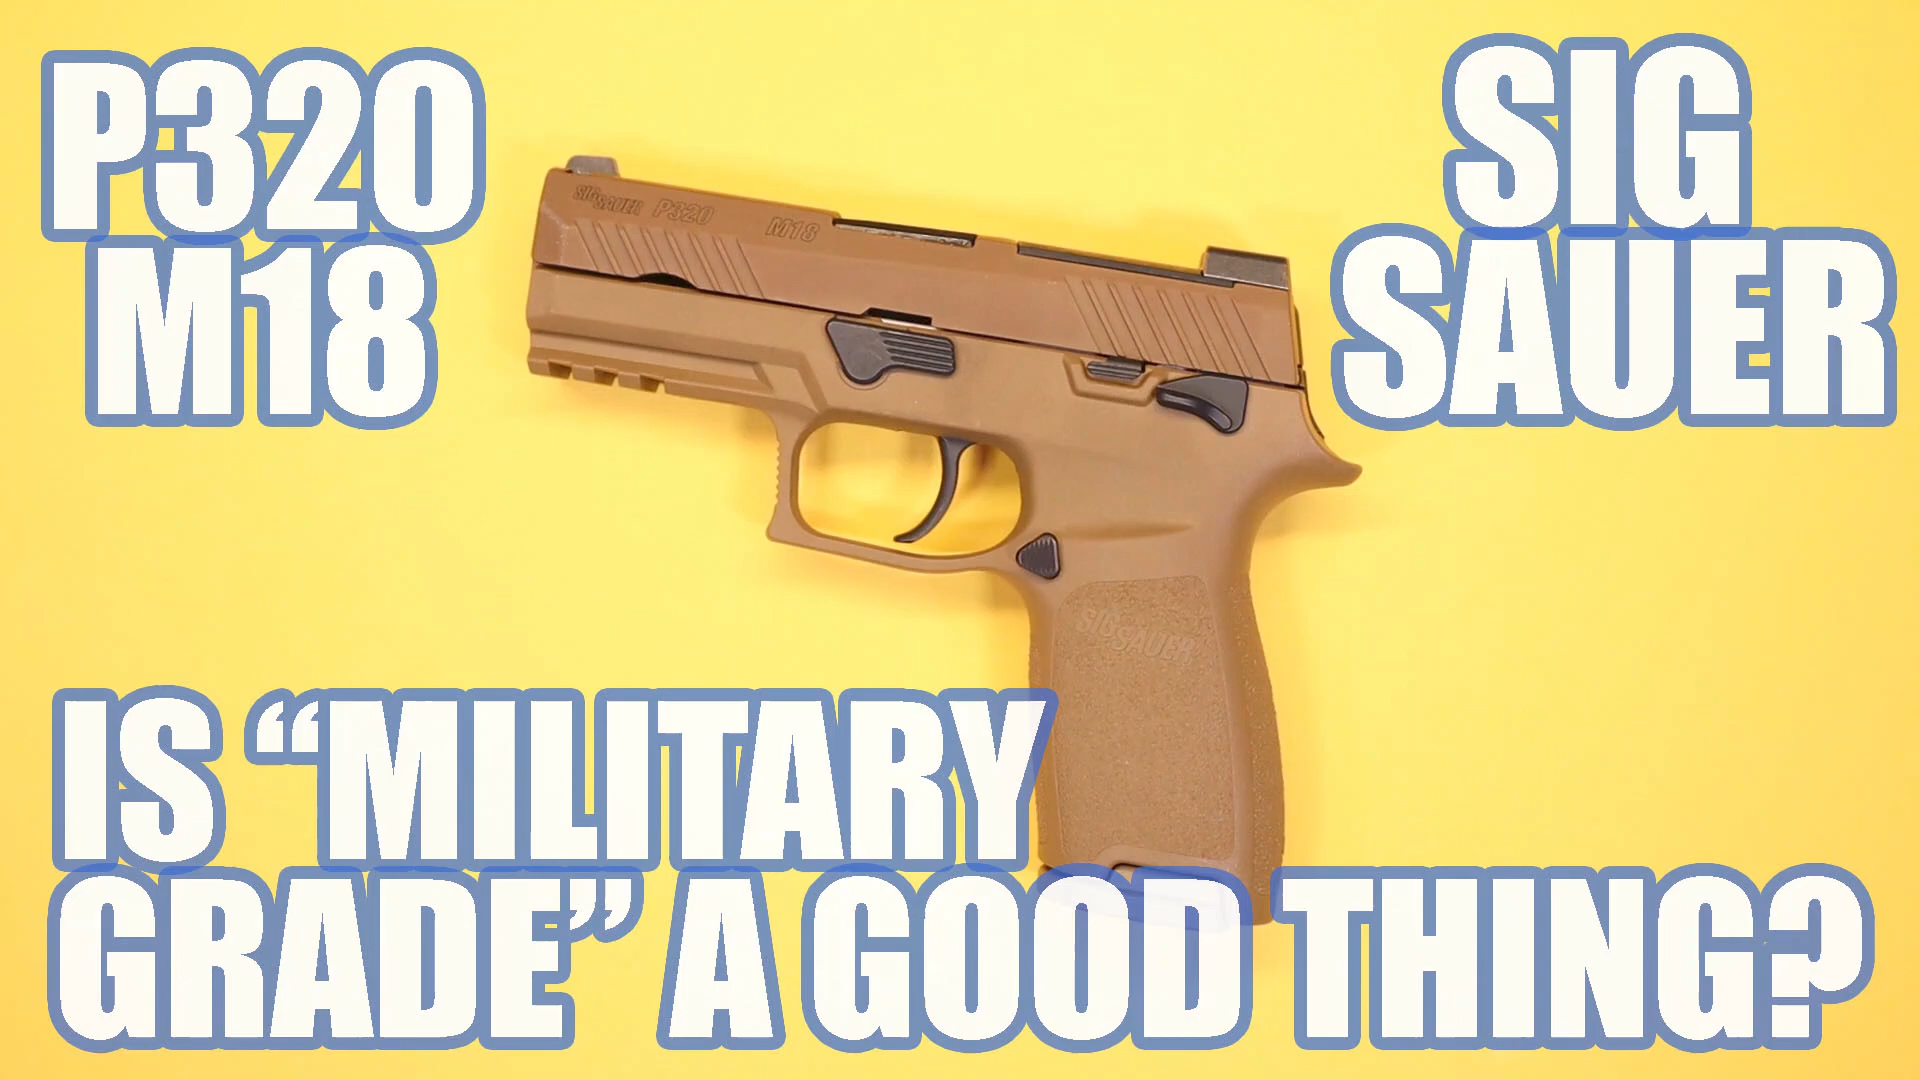 P320
M18
SIG
SAUER
SIG SAUER P320 M18
SIG SAUER
IS “MILITARY
GRADE” A GOOD THING?